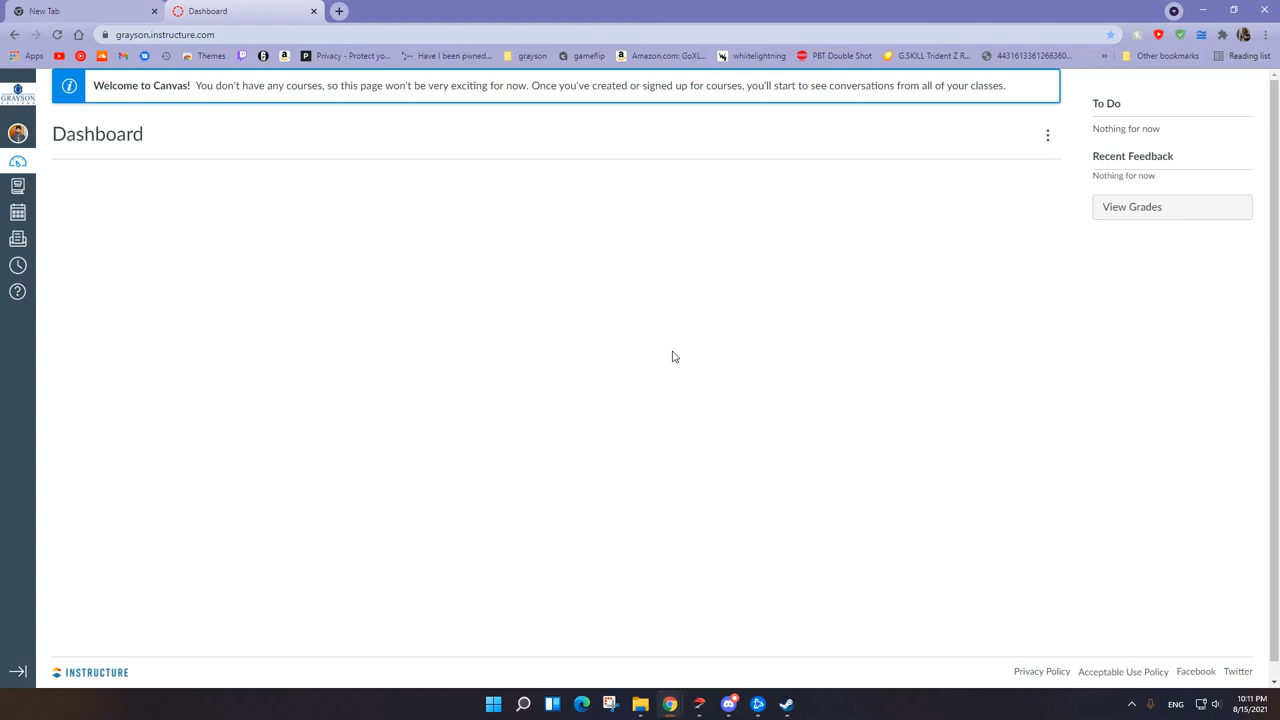 New Tab
Dashboard
grayson.instructure.com
Apps
Themes
Privacy - Protect yo...
Have I been pwned...
grayson
gameflip
Amazon.com: GoXL...
whiitelightning
PBT Double Shot
G.SKILL Trident Z R...
4431613361266360...
»
Other bookmarks
Reading list
GRAYSON
COLLEGE
Welcome to Canvas! You don't have any courses, so this page won't be very exciting for now. Once you've created or signed up for courses, you'll start to see conversations from all of your classes.
Dashboard
To Do
Nothing for now
Recent Feedback
Nothing for now
View Grades
INSTRUCTURE
Privacy Policy
Acceptable Use Policy
Facebook
Twitter
ENG
10:11 PM
8/15/2021